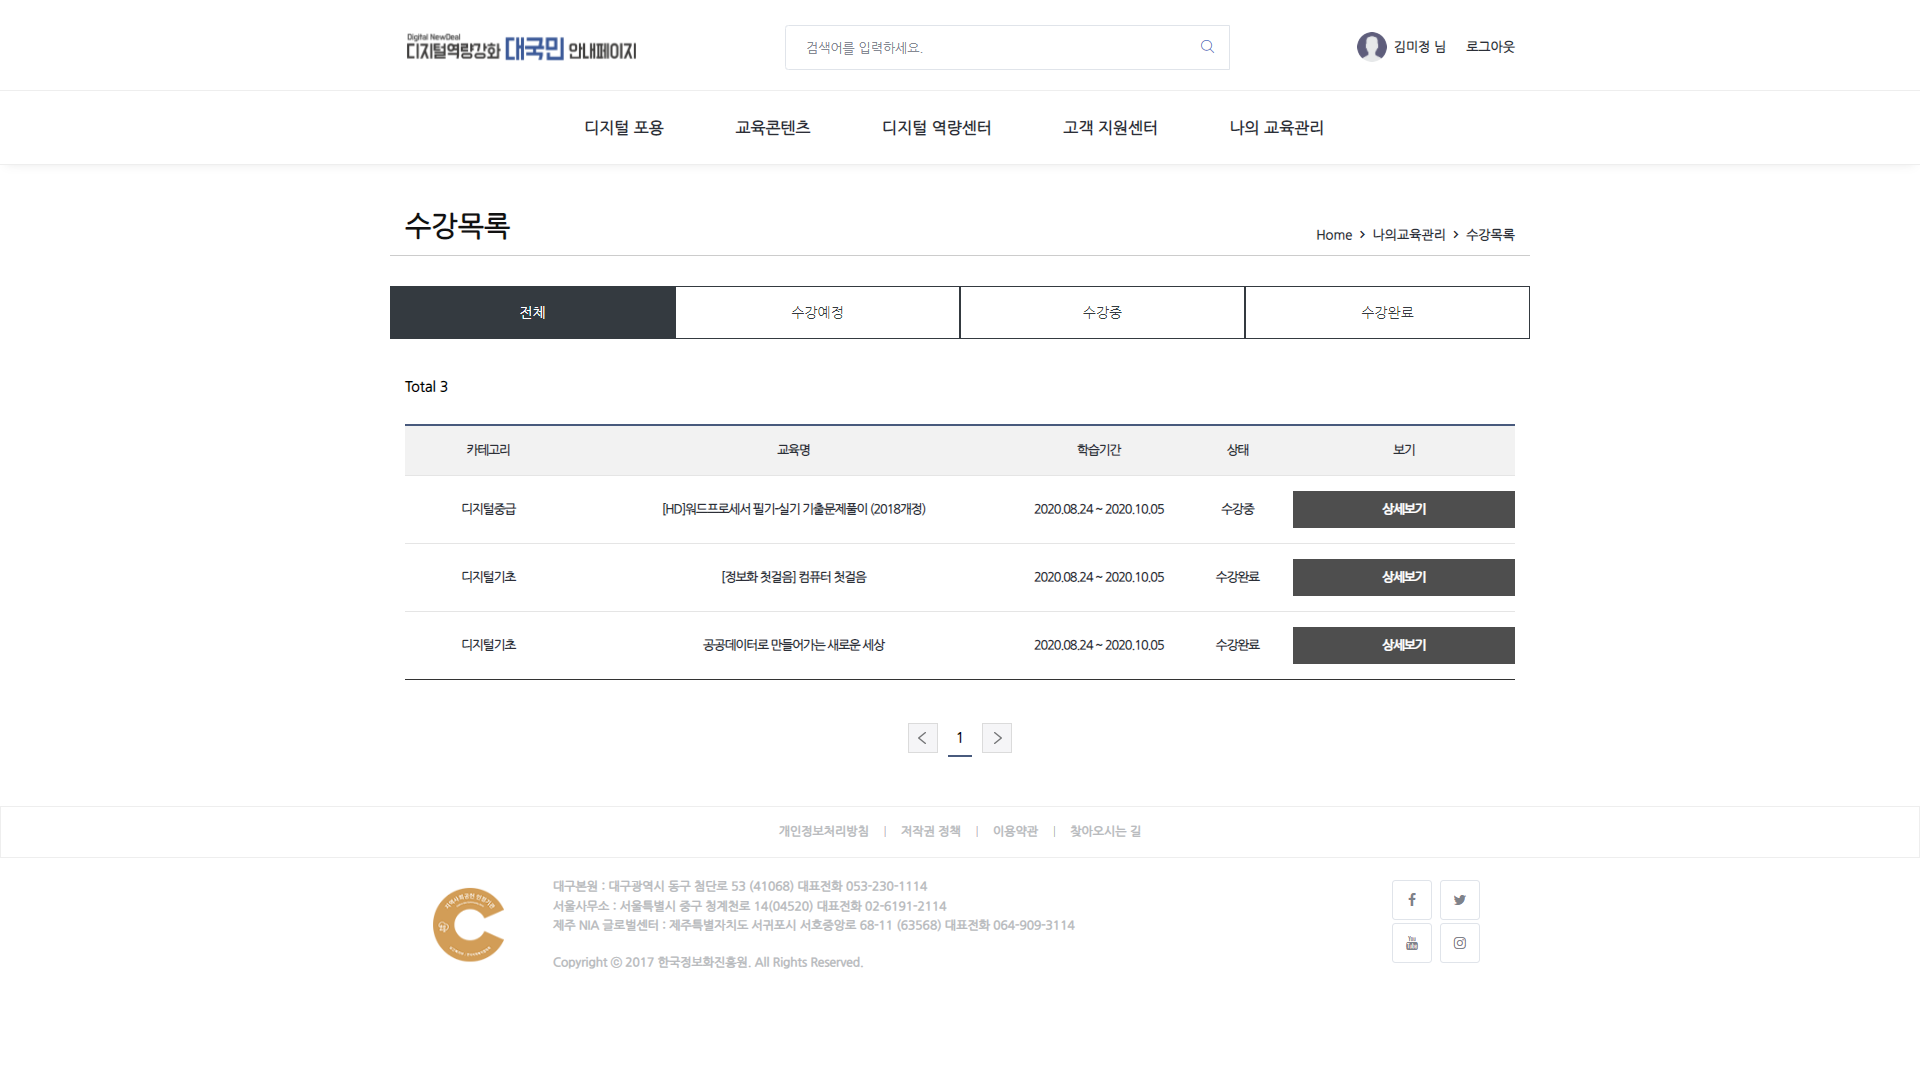 Digital NewDeal
디지털역량강화 대국민 안내페이지
검색어를 입력하세요.
김미정 님 로그아웃
디지털 포용 교육콘텐츠 디지털 역량센터 고객 지원센터 나의 교육관리
수강목록
Home > 나의교육관리 > 수강목록
전체 수강예정 수강중 수강완료
Total 3
카테고리 교육명 학습기간 상태 보기
디지털중급 [HD]워드프로세서 필기-실기 기출문제풀이 (2018개정) 2020.08.24 ~ 2020.10.05 수강중 상세보기
디지털기초 [정보화 첫걸음] 컴퓨터 첫걸음 2020.08.24 ~ 2020.10.05 수강완료 상세보기
디지털기초 공공데이터로 만들어가는 새로운 세상 2020.08.24 ~ 2020.10.05 수강완료 상세보기
< 1 >
개인정보처리방침 | 저작권 정책 | 이용약관 | 찾아오시는 길
대구본원 : 대구광역시 동구 첨단로 53 (41068) 대표전화 053-230-1114
서울사무소 : 서울특별시 중구 청계천로 14(04520) 대표전화 02-6191-2114
제주 NIA 글로벌센터 : 제주특별자치도 서귀포시 서호중앙로 68-11 (63568) 대표전화 064-909-3114
Copyright ⓒ 2017 한국정보화진흥원. All Rights Reserved.
You
Tube